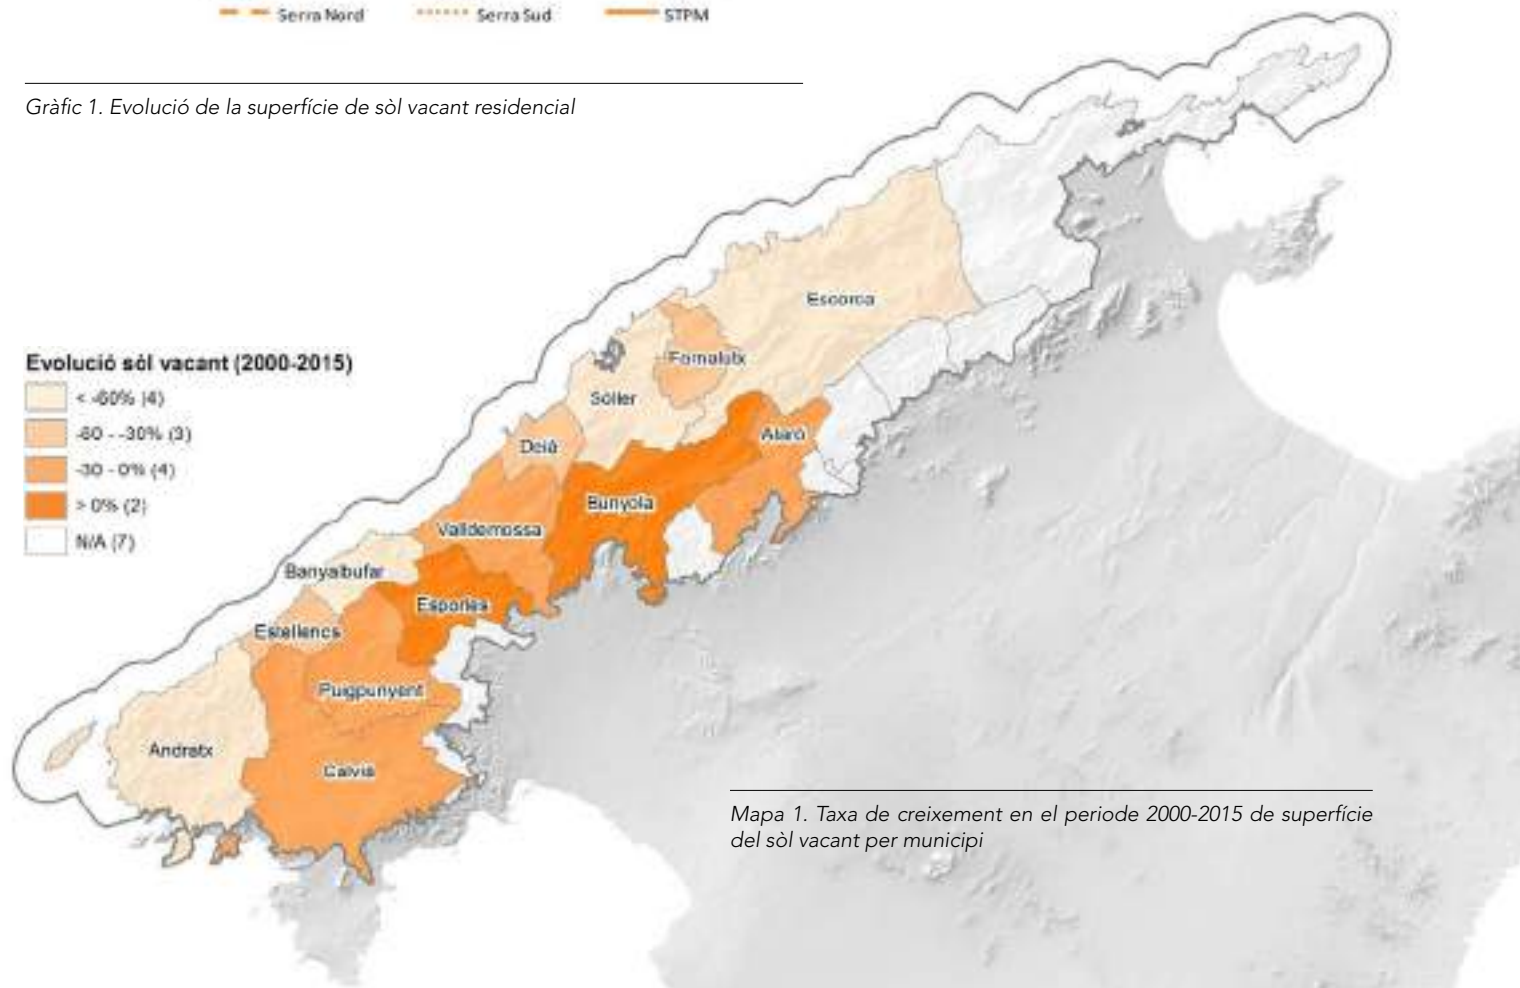 Serra Nord Serra Sud STPM
Gràfic 1. Evolució de la superfície de sòl vacant residencial
Escorca
Evolució sòl vacant (2000-2015)
< -60% (4)
-60 - -30% (3)
-30 - 0% (4)
> 0% (2)
N/A (7)
Fornalutx
Sóller
Deià
Alaró
Bunyola
Valldemossa
Banyalbufar
Esporles
Estellencs
Puigpunyent
Andratx
Calvià
Mapa 1. Taxa de creixement en el periode 2000-2015 de superfície
del sòl vacant per municipi